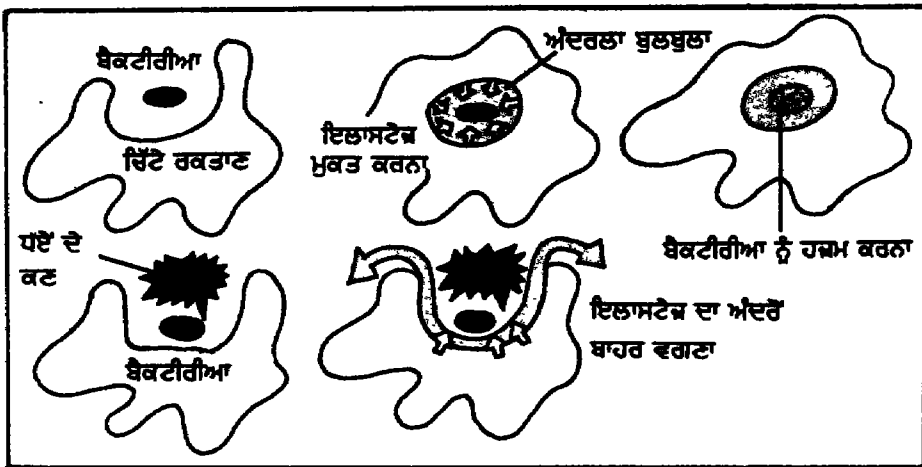 ਬੈਕਟੀਰੀਆ
ਚਿੱਟੇ ਰਕਤਾਣ
ਅੰਦਰਲਾ ਬੁਲਬੁਲਾ
ਇਲਾਸਟੇਜ਼
ਮੁਕਤ ਕਰਨਾ
ਬੈਕਟੀਰੀਆ ਨੂੰ ਹਜ਼ਮ ਕਰਨਾ
ਧੂੰਏਂ ਦੇ
ਕਣ
ਬੈਕਟੀਰੀਆ
ਇਲਾਸਟੇਜ਼ ਦਾ ਅੰਦਰੋਂ
ਬਾਹਰ ਵਗਣਾ